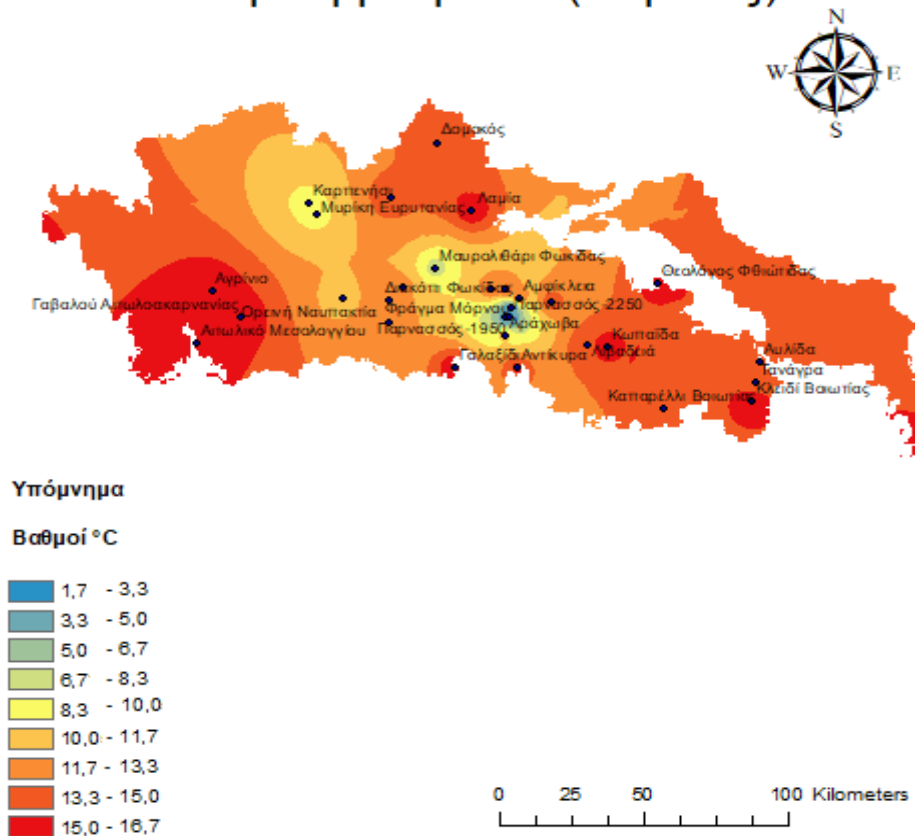 N
W E
S
Δομοκός
Καρπενήσι
Μυρίκη Ευρυτανίας
Λαμία
Μαυρολιθάρι Φωκίδας
Θεολόγος Φθιώτιδας
Αγρίνιο
Διακόπι Φωκίδας
Αμφίκλεια
Γαβαλού Αιτωλοακαρνανίας
Ορεινή Ναυπακτία
Φράγμα Μόρνου
Παρνασσός -2250
Αιτωλικό Μεσολογγίου
Παρνασσός -1950
Αράχωβα
Κωπαΐδα
Γαλαξίδι
Αντίκυρα
Λιβαδειά
Αυλίδα
Τανάγρα
Καπαρέλλι Βοιωτίας
Κλειδί Βοιωτίας
Υπόμνημα
Βαθμοί °C
1,7 - 3,3
3,3 - 5,0
5,0 - 6,7
6,7 - 8,3
8,3 - 10,0
10,0 - 11,7
11,7 - 13,3
13,3 - 15,0
15,0 - 16,7
0 25 50 100 Kilometers